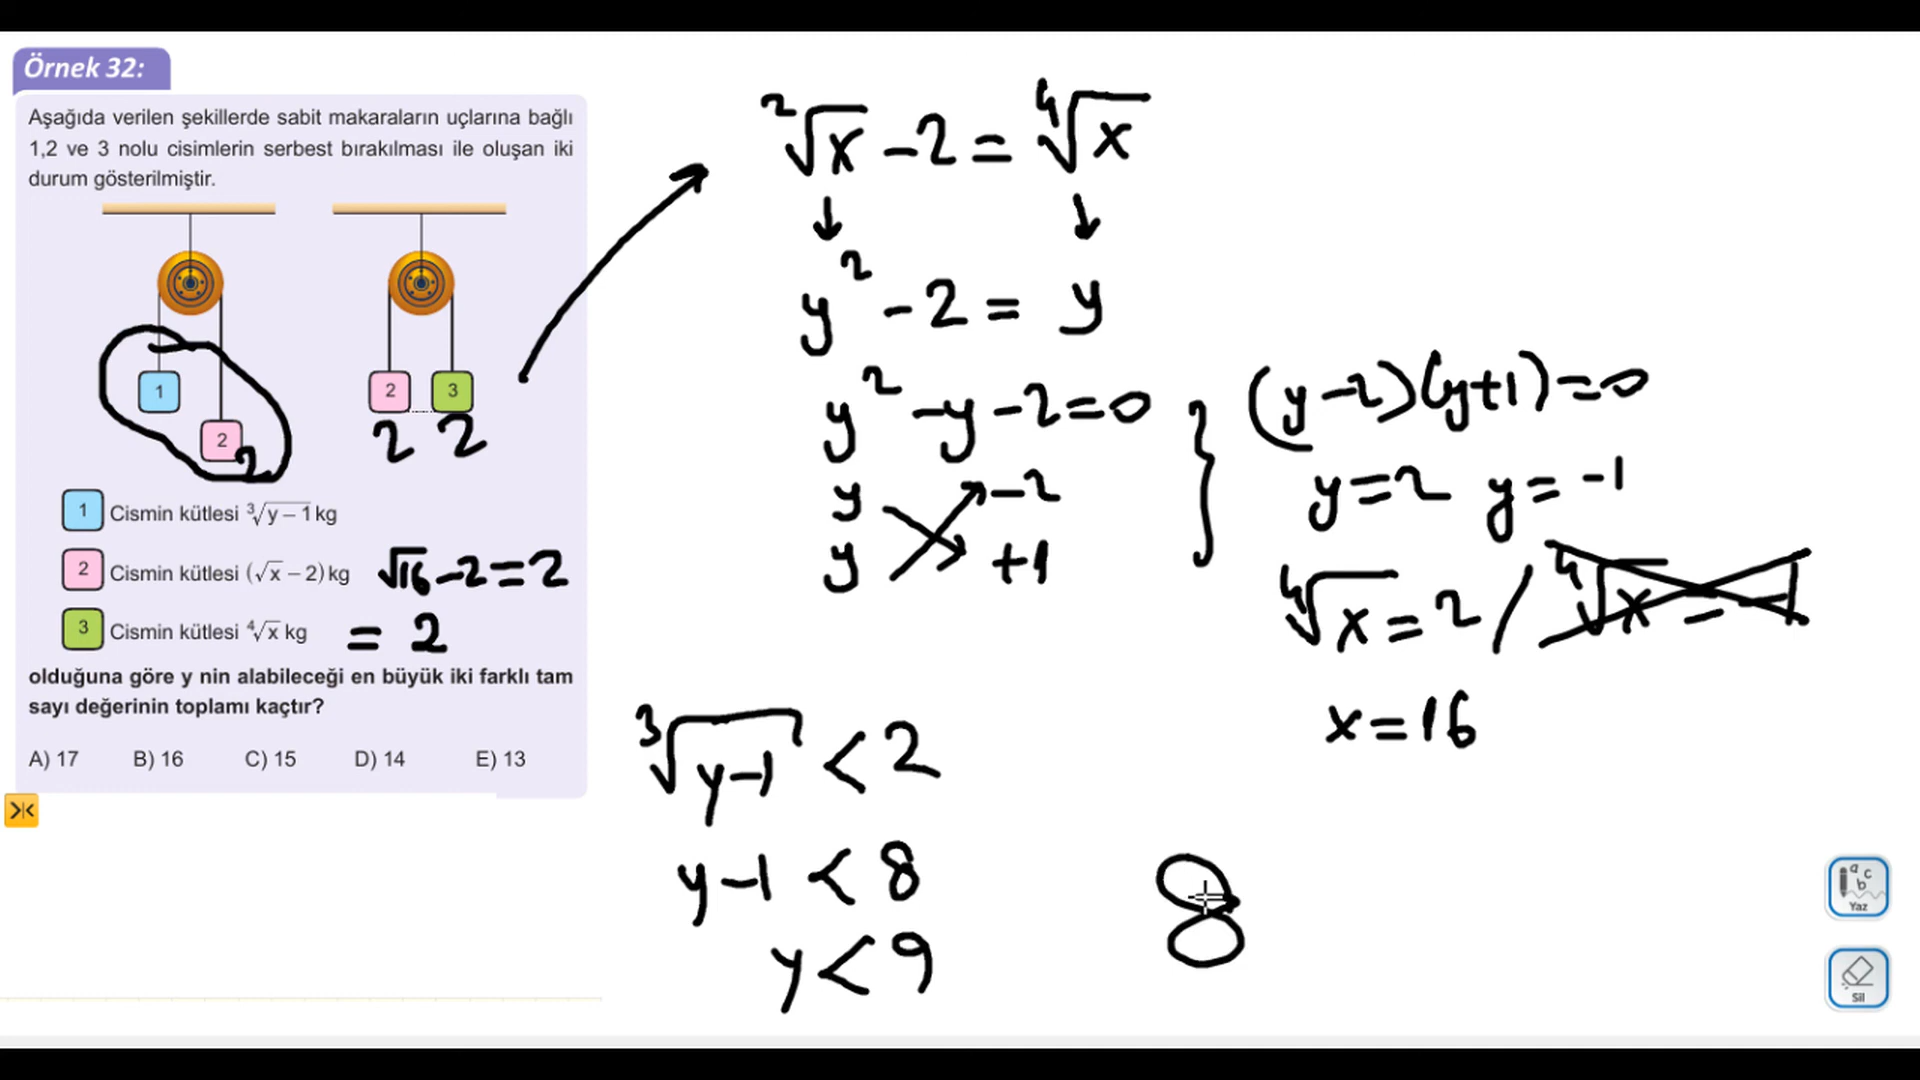 Örnek 32:
Aşağıda verilen şekillerde sabit makaraların uçlarına bağlı
1,2 ve 3 nolu cisimlerin serbest bırakılması ile oluşan iki
durum gösterilmiştir.
1
2
2
2 3
2 2
1 Cismin kütlesi ∛(y – 1) kg
2 Cismin kütlesi (√x – 2) kg √16 - 2 = 2
3 Cismin kütlesi ∜x kg = 2
olduğuna göre y nin alabileceği en büyük iki farklı tam
sayı değerinin toplamı kaçtır?
A) 17 B) 16 C) 15 D) 14 E) 13
²√x - 2 = ∜x
↓ ↓
y² - 2 = y
y² - y - 2 = 0
y -2
y +1
} (y-2)(y+1)=0
y=2 y=-1
∜x = 2 / ∜x = -1
x=16
∛(y-1) < 2
y-1 < 8
y < 9
8
a b c
Yaz
Sil